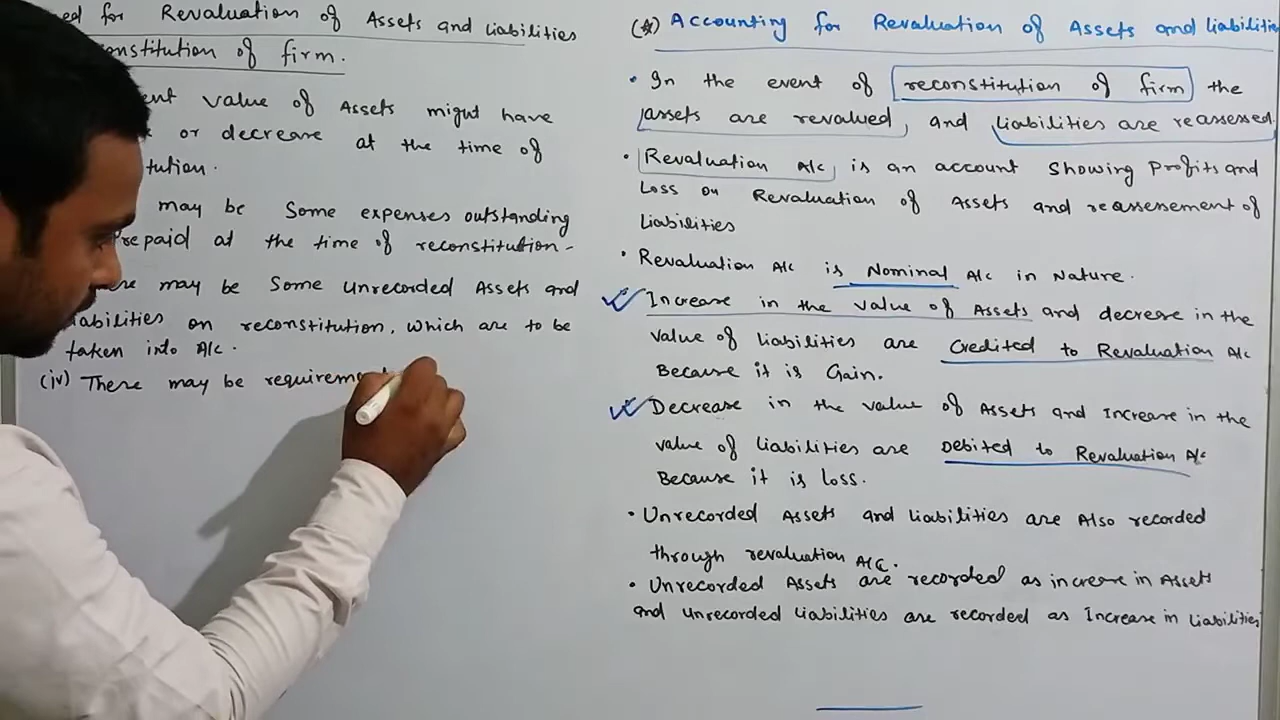 for Revaluation of Assets and Liabilities
of firm.
value of Assets might have
or decrease at the time of
may be Some expenses outstanding
at the time of reconstitution-
may be Some Unrecorded Assets and
on reconstitution, which are to be
taken into A/c.
(iv) There may be
(*) Accounting for Revaluation of Assets and Liabilities
• In the event of reconstitution of firm the
assets are revalued, and Liabilities are reassessed.
• Revaluation A/c is an account Showing Profits and
Loss on Revaluation of Assets and reassenement of
Liabilities
• Revaluation A/c is Nominal A/c in Nature.
Increase in the value of Assets and decrease in the
value of liabilities are Credited to Revaluation A/c
Because it is Gain.
Decrease in the value of Assets and Increase in the
value of liabilities are Debited to Revaluation A/c
Because it is Loss.
• Unrecorded Assets and Liabilities are Also recorded
through revaluation A/c.
• Unrecorded Assets are recorded as increase in Assets
and Unrecorded Liabilities are recorded as Increase in Liabilities